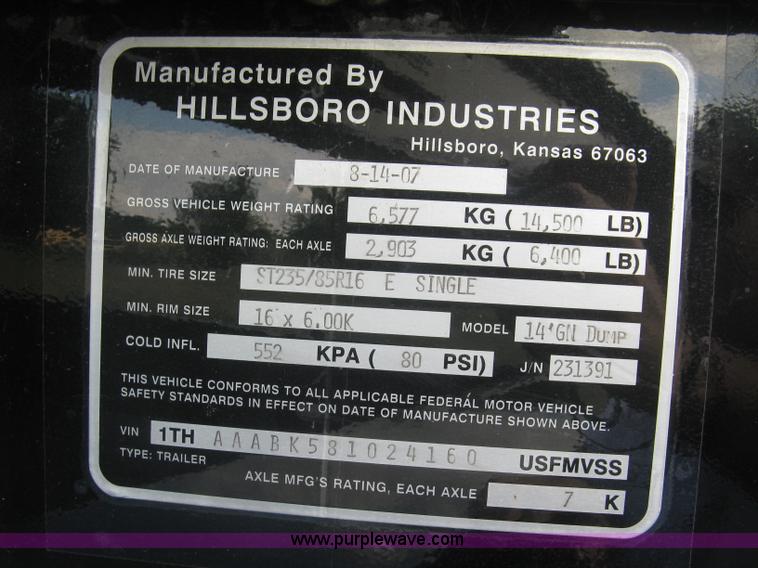 Manufactured By
HILLSBORO INDUSTRIES
Hillsboro, Kansas 67063
DATE OF MANUFACTURE 8-14-07
GROSS VEHICLE WEIGHT RATING 6,577 KG ( 14,500 LB)
GROSS AXLE WEIGHT RATING: EACH AXLE 2,903 KG ( 6,400 LB)
MIN. TIRE SIZE ST235/85R16 E SINGLE
MIN. RIM SIZE 16 x 6.00K MODEL 14'GN DUMP
COLD INFL. 552 KPA ( 80 PSI) J/N 231391
THIS VEHICLE CONFORMS TO ALL APPLICABLE FEDERAL MOTOR VEHICLE
SAFETY STANDARDS IN EFFECT ON DATE OF MANUFACTURE SHOWN ABOVE.
VIN 1TH AAABK581024160 USFMVSS
TYPE: TRAILER
AXLE MFG'S RATING, EACH AXLE 7 K
www.purplewave.com